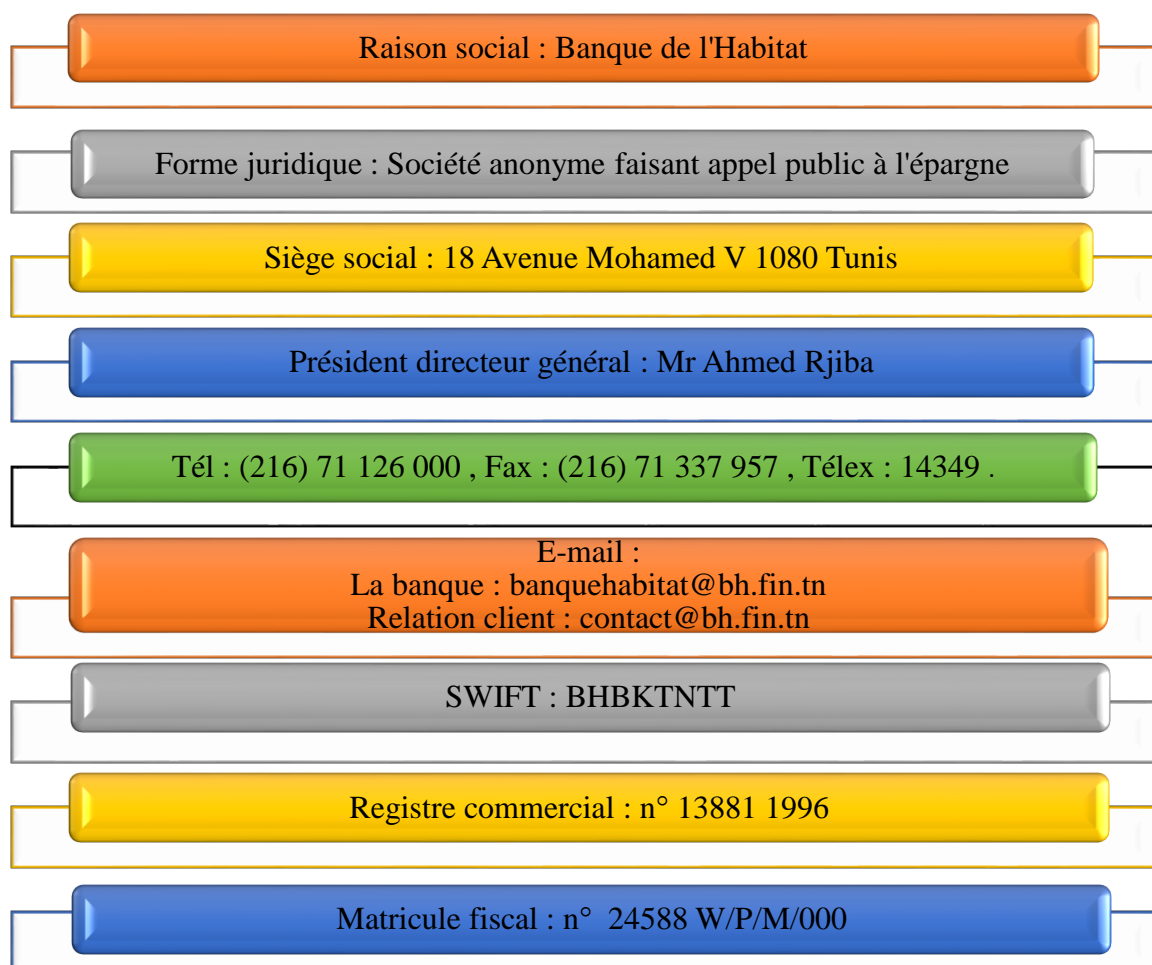 Raison social : Banque de l'Habitat
Forme juridique : Société anonyme faisant appel public à l'épargne
Siège social : 18 Avenue Mohamed V 1080 Tunis
Président directeur général : Mr Ahmed Rjiba
Tél : (216) 71 126 000 , Fax : (216) 71 337 957 , Télex : 14349 .
E-mail :
La banque : banquehabitat@bh.fin.tn
Relation client : contact@bh.fin.tn
SWIFT : BHBKTNTT
Registre commercial : n° 13881 1996
Matricule fiscal : n° 24588 W/P/M/000